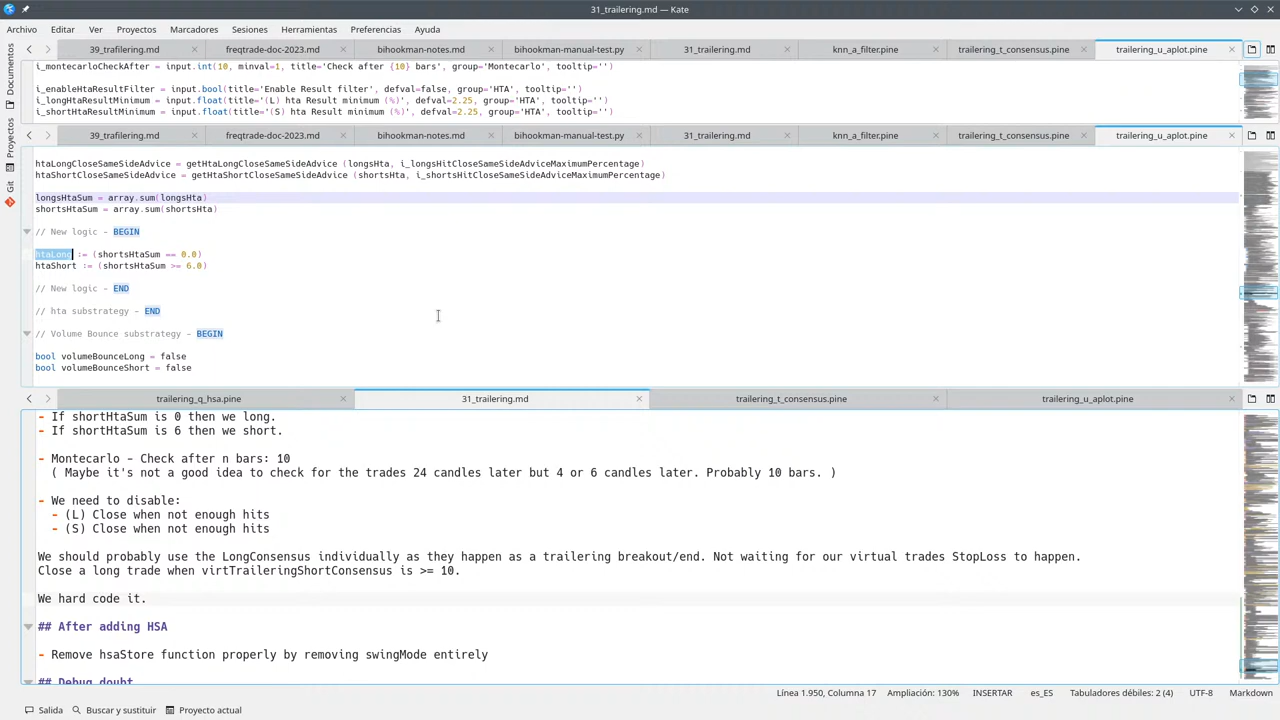 31_trailering.md — Kate
Archivo Editar Ver Proyectos Marcadores Sesiones Herramientas Preferencias Ayuda
39_trafilering.md freqtrade-doc-2023.md bihookman-notes.md bihookman-manual-test.py 31_trailering.md knn_a_filter.pine trailering_t_consensus.pine trailering_u_aplot.pine
i_montecarloCheckAfter = input.int(10, minval=1, title='Check after {10} bars', group='Montecarlo', tooltip='')
i_enableHtaResultFilter = input.bool(title='Enable Result filter', defval=false, group='HTA', tooltip='')
i_longHtaResultMinimum = input.float(title='(L) hta Result minimum (%)', defval=2.25, group='HTA', tooltip='')
i_shortHtaResultMinimum = input.float(title='(S) hta Result minimum (%)', defval=2.25, group='HTA', tooltip='')
39_trafilering.md freqtrade-doc-2023.md bihookman-notes.md bihookman-manual-test.py 31_trailering.md knn_a_filter.pine trailering_t_consensus.pine trailering_u_aplot.pine
htaLongCloseSameSideAdvice = getHtaLongCloseSameSideAdvice (longsHta, i_longsHitCloseSameSideAdviceMaximumPercentage)
htaShortCloseSameSideAdvice = getHtaShortCloseSameSideAdvice (shortsHta, i_shortsHitCloseSameSideAdviceMaximumPercentage)
longsHtaSum = array.sum(longsHta)
shortsHtaSum = array.sum(shortsHta)
// New logic - BEGIN
htaLong := (shortsHtaSum == 0.0)
htaShort := (shortsHtaSum >= 6.0)
// New logic - END
// hta substrategy - END
// Volume Bounce substrategy - BEGIN
bool volumeBounceLong = false
bool volumeBounceShort = false
trailering_q_hsa.pine 31_trailering.md trailering_t_consensus.pine trailering_u_aplot.pine
- If shortHtaSum is 0 then we long.
- If shortHtaSum is 6 then we short.
- Montecarlo - Check after n bars: 10
( Maybe it's not a good idea to check for the trades 24 candles later but for 6 candles later. Probably 10 bars
- We need to disable:
- (L) Close when not enough hits
- (S) Close when not enough hits
We should probably use the LongConsensus individually as they happen as a trailering breakout/end. Not waiting for virtual trades Stoploss to happen.
Close a long trade when virtTraileringShortConsensus is >= 10.
We hard code it.
## After adding HSA
- Remove hsaStore function properly by removing swapMode entirely
## Debug doubt
Línea 1.950, Columna 17 Ampliación: 130% INSERTAR es_ES Tabuladores débiles: 2 (4) UTF-8 Markdown
Salida Buscar y sustituir Proyecto actual
Documentos
Proyectos
Git